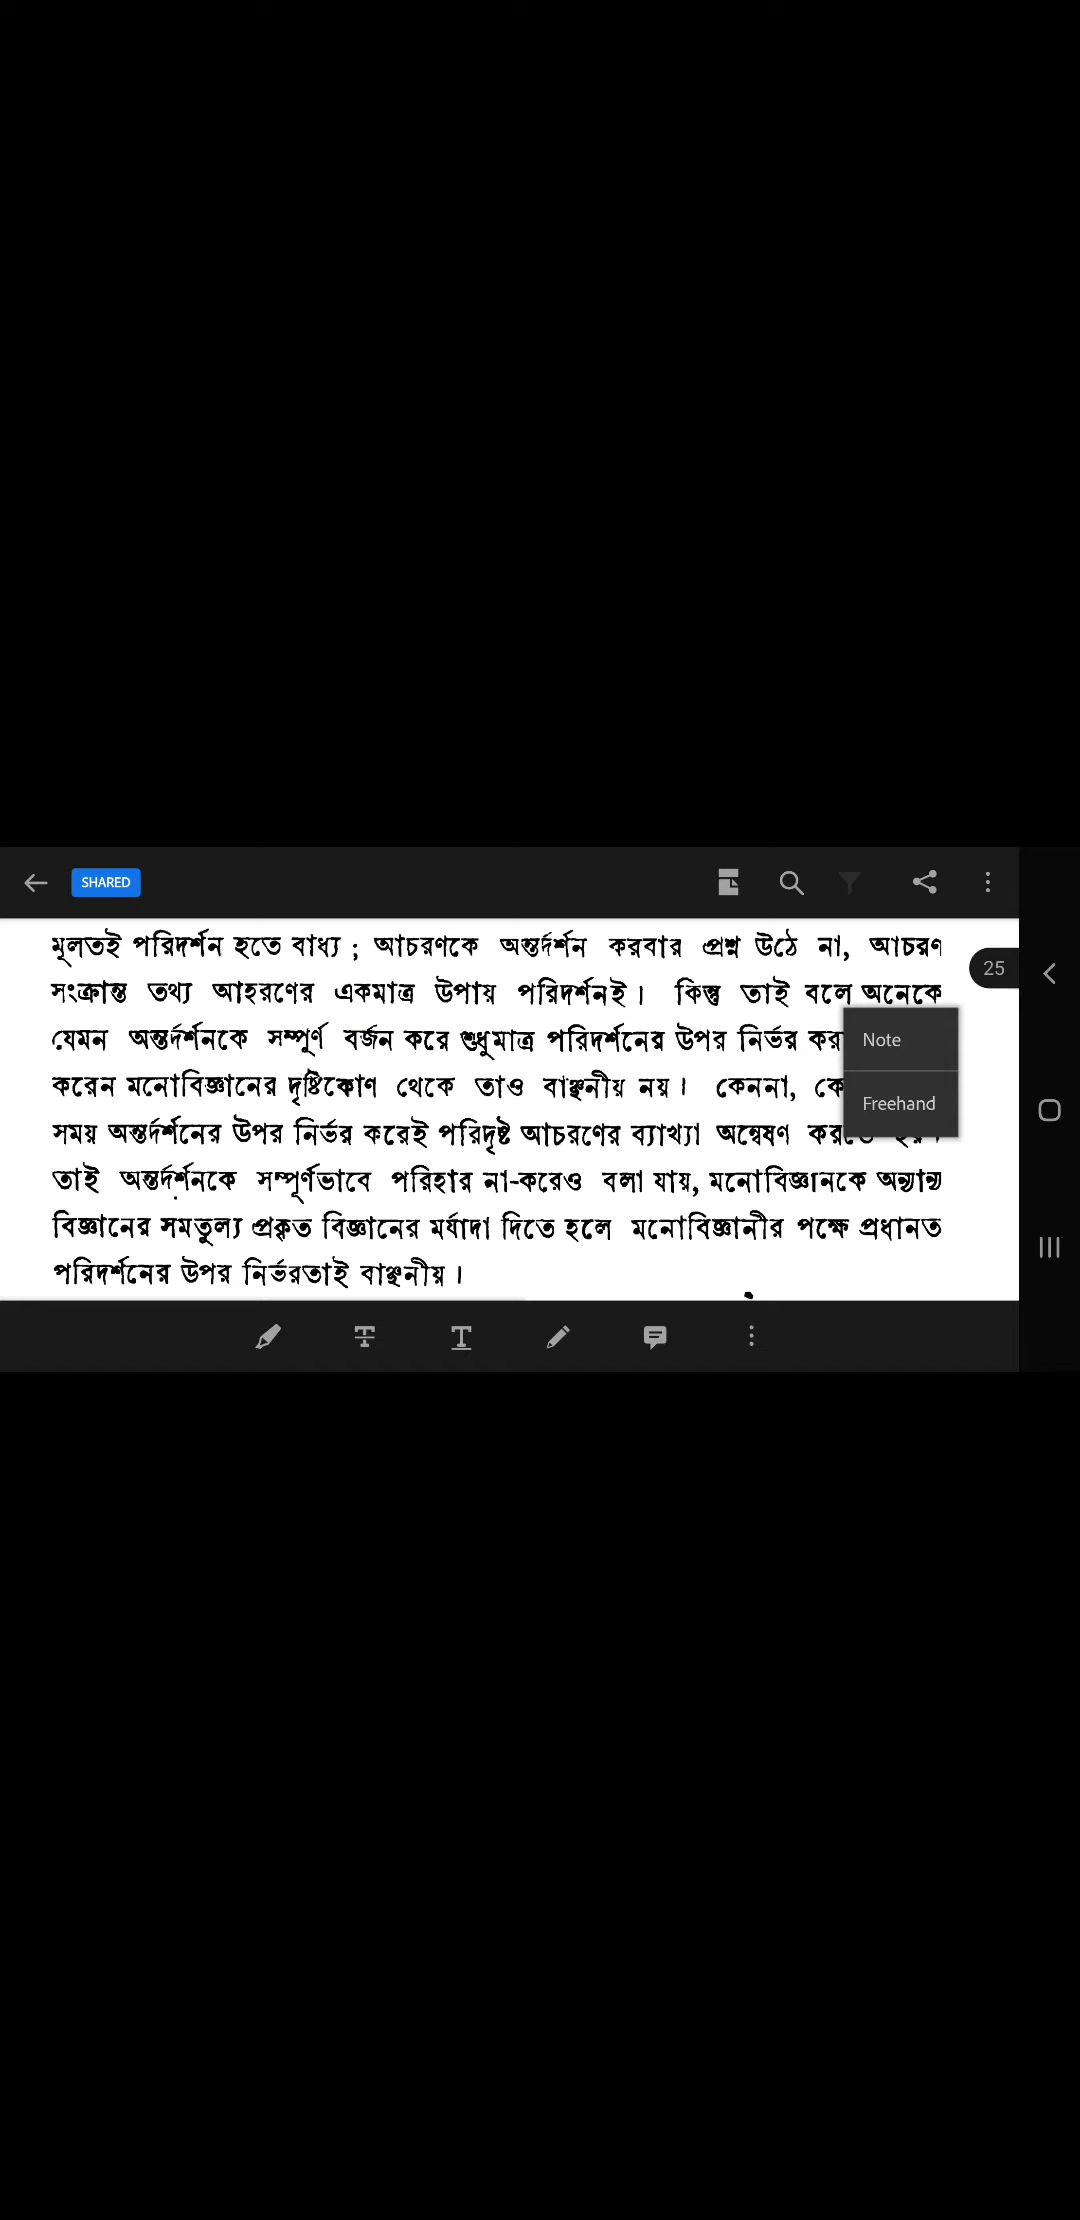 SHARED
মূলতই পরিদর্শন হতে বাধ্য ; আচরণকে অন্তর্দর্শন করবার প্রশ্ন উঠে না, আচরণ
25
সংক্রান্ত তথ্য আহরণের একমাত্র উপায় পরিদর্শনই। কিন্তু তাই বলে অনেকে
যেমন অন্তর্দর্শনকে সম্পূর্ণ বর্জন করে শুধুমাত্র পরিদর্শনের উপর নির্ভর করা
Note
করেন মনোবিজ্ঞানের দৃষ্টিকোণ থেকে তাও বাঞ্ছনীয় নয়। কেননা,
Freehand
সময় অন্তর্দর্শনের উপর নির্ভর করেই পরিদৃষ্ট আচরণের ব্যাখ্যা অন্বেষণ
তাই অন্তর্দর্শনকে সম্পূর্ণভাবে পরিহার না-করেও বলা যায়, মনোবিজ্ঞানকে অন্যান্য
বিজ্ঞানের সমতুল্য প্রকৃত বিজ্ঞানের মর্যাদা দিতে হলে মনোবিজ্ঞানীর পক্ষে প্রধানত
পরিদর্শনের উপর নির্ভরতাই বাঞ্ছনীয়।